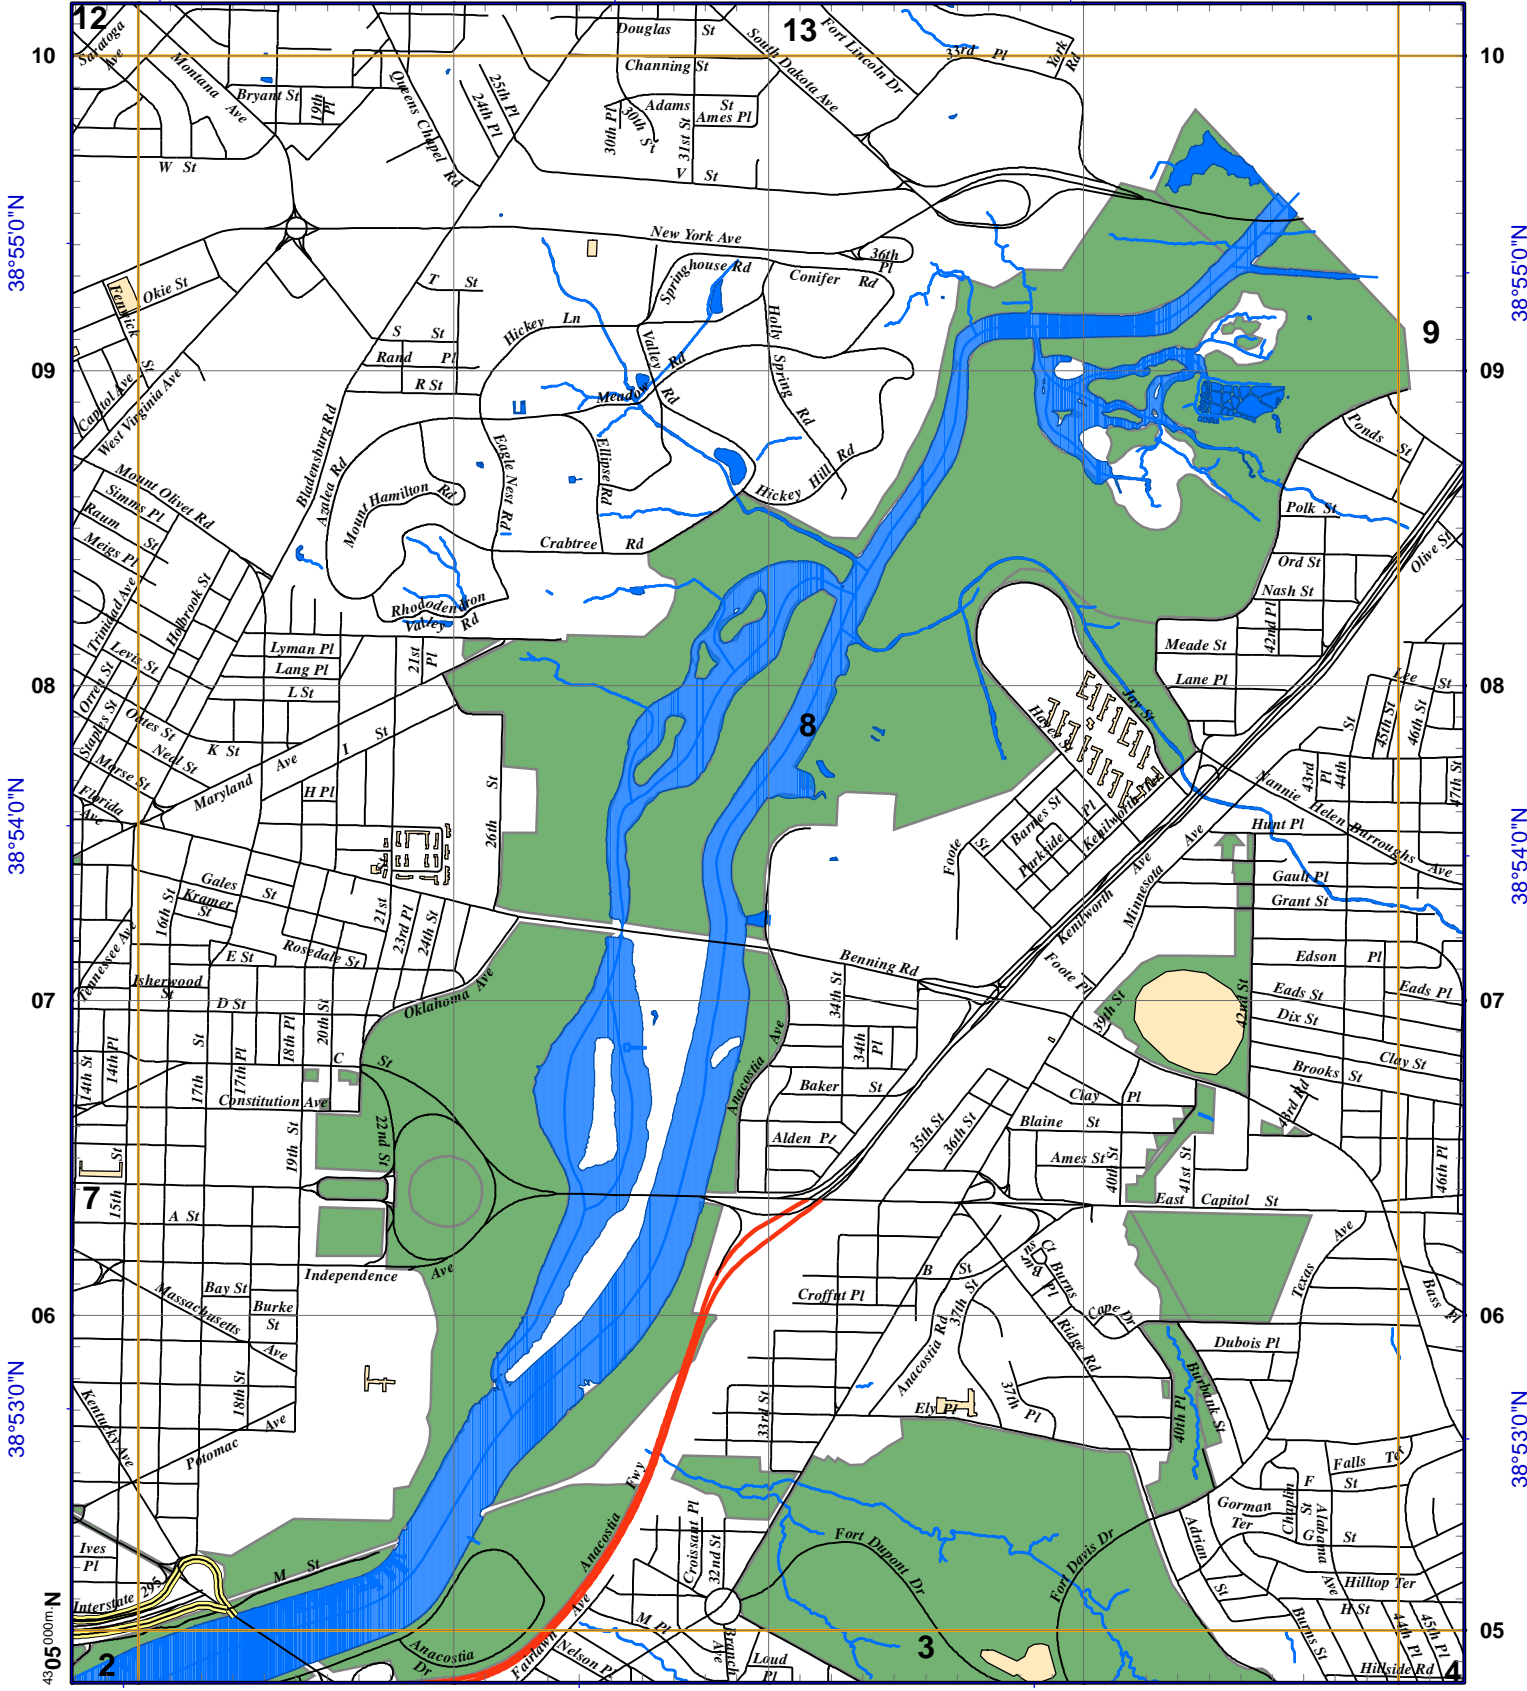 12
13
Saratoga
Ave
Montana
Ave
Douglas St
South Dakota Ave
Fort Lincoln Dr
33rd Pl
York
Rd
10
10
Channing St
Queens Chapel Rd
25th Pl
24th Pl
Bryant St
19th
Pl
Adams St
Ames Pl
30th Pl
30th St
31st St
W St
V St
38°55'0"N
38°55'0"N
New York Ave
36th
Pl
Springhouse Rd
Conifer Rd
Okie St
Fenwick
St
T St
Hickey Ln
Holly Spring Rd
Valley Rd
9
S St
Rand Pl
R St
09
09
Meadow Rd
Capitol Ave
West Virginia Ave
Bladensburg Rd
Ponds St
Azalea Rd
Eagle Nest Rd
Ellipse Rd
Hickey Hill Rd
Mount Olivet Rd
Mount Hamilton Rd
Simms Pl
Raum
St
Meigs Pl
Polk St
Olive St
Crabtree Rd
Ord St
Nash St
Trinidad Ave
Holbrook St
Rhododendron
Valley Rd
42nd Pl
Levis St
Lyman Pl
Lang Pl
21st
Pl
Meade St
Orren St
L St
Lane Pl
Lee St
08
08
Staples St
Oates St
Jay St
Hayes St
8
K St
I St
Neal St
Morse St
45th St
46th St
St
44th
43rd
Pl
47th St
Maryland Ave
H Pl
Florida
Ave
26th St
Nannie Helen Burroughs Ave
38°54'0"N
38°54'0"N
Barnes St
Pl
Kenilworth Ter
Parkside
Foote
St
Hunt Pl
Ave
Gault Pl
Grant St
Gales St
Kramer
St
16th St
21st
23rd Pl
24th St
Kenilworth Ave
Minnesota
Tennessee Ave
E St
Rosedale St
Benning Rd
Edson Pl
Isherwood
St
Oklahoma Ave
Foote Pl
Eads St
Eads Pl
07
07
D St
34th St
39th St
42nd St
Dix St
14th St
14th Pl
17th St
17th Pl
18th Pl
20th St
C St
34th
Pl
Anacostia Ave
Clay St
Brooks St
Baker St
Constitution Ave
22nd St
19th St
Clay Pl
43rd Rd
35th St
36th St
Blaine St
Alden Pl
Ames St
40th St
41st St
46th Pl
7
15th St
East Capitol St
A St
Independence Ave
B St
Burns Ct
Burns Pl
Texas Ave
Bass Pl
Bay St
Massachusetts Ave
Burke
St
Croffut Pl
37th St
Cape Dr
06
06
Anacostia Rd
Ridge Rd
Dubois Pl
38°53'0"N
38°53'0"N
Kentucky Ave
18th St
Potomac Ave
33rd St
Ely Pl
37th Pl
40th Pl
Burbank St
Falls Ter
F St
Chaplin St
Gorman
Ter
Alabama Ave
G St
Fwy
Croissant Pl
32nd St
Fort Dupont Dr
Fort Davis Dr
Adrian St
Anacostia
Ives
Pl
M St
Interstate 295
Hilltop Ter
H St
M Pl
Branch
Ave
Burns St
44th Pl
45th Pl
4305000m.N
05
Anacostia
Dr
Fairlawn Ave
Nelson Pl
Loud
Pl
Hillside Rd
2
3
4